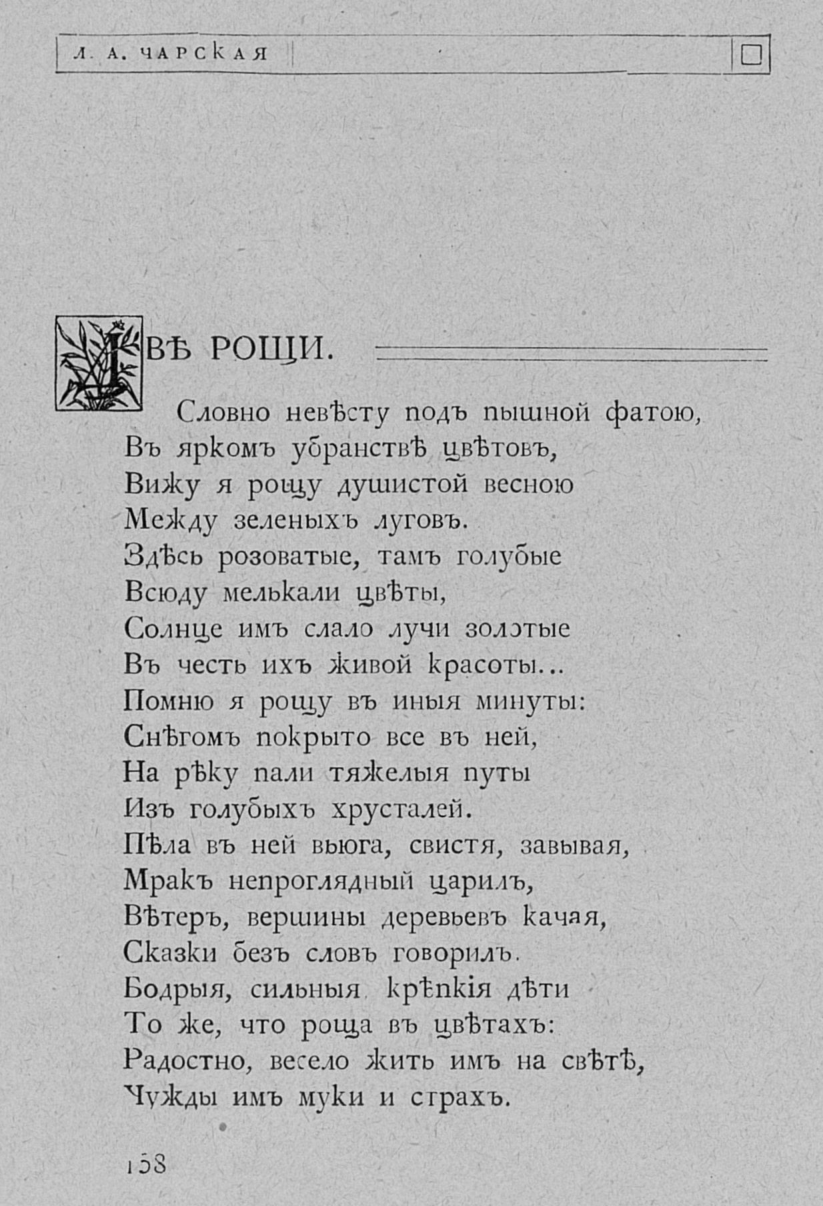 Л. А. ЧАРСКАЯ
ДВѢ РОЩИ.
Словно невѣсту подъ пышной фатою,
Въ яркомъ убранствѣ цвѣтовъ,
Вижу я рощу душистой весною
Между зеленыхъ луговъ.
Здѣсь розоватые, тамъ голубые
Всюду мелькали цвѣты,
Солнце имъ слало лучи золотые
Въ честь ихъ живой красоты...
Помню я рощу въ иныя минуты:
Снѣгомъ покрыто все въ ней,
На рѣку пали тяжелыя путы
Изъ голубыхъ хрусталей.
Пѣла въ ней вьюга, свистя, завывая,
Мракъ непроглядный царилъ,
Вѣтеръ, вершины деревьевъ качая,
Сказки безъ словъ говорилъ.
Бодрыя, сильныя, крѣпкія дѣти
То же, что роща въ цвѣтахъ:
Радостно, весело жить имъ на свѣтѣ,
Чужды имъ муки и страхъ.
158